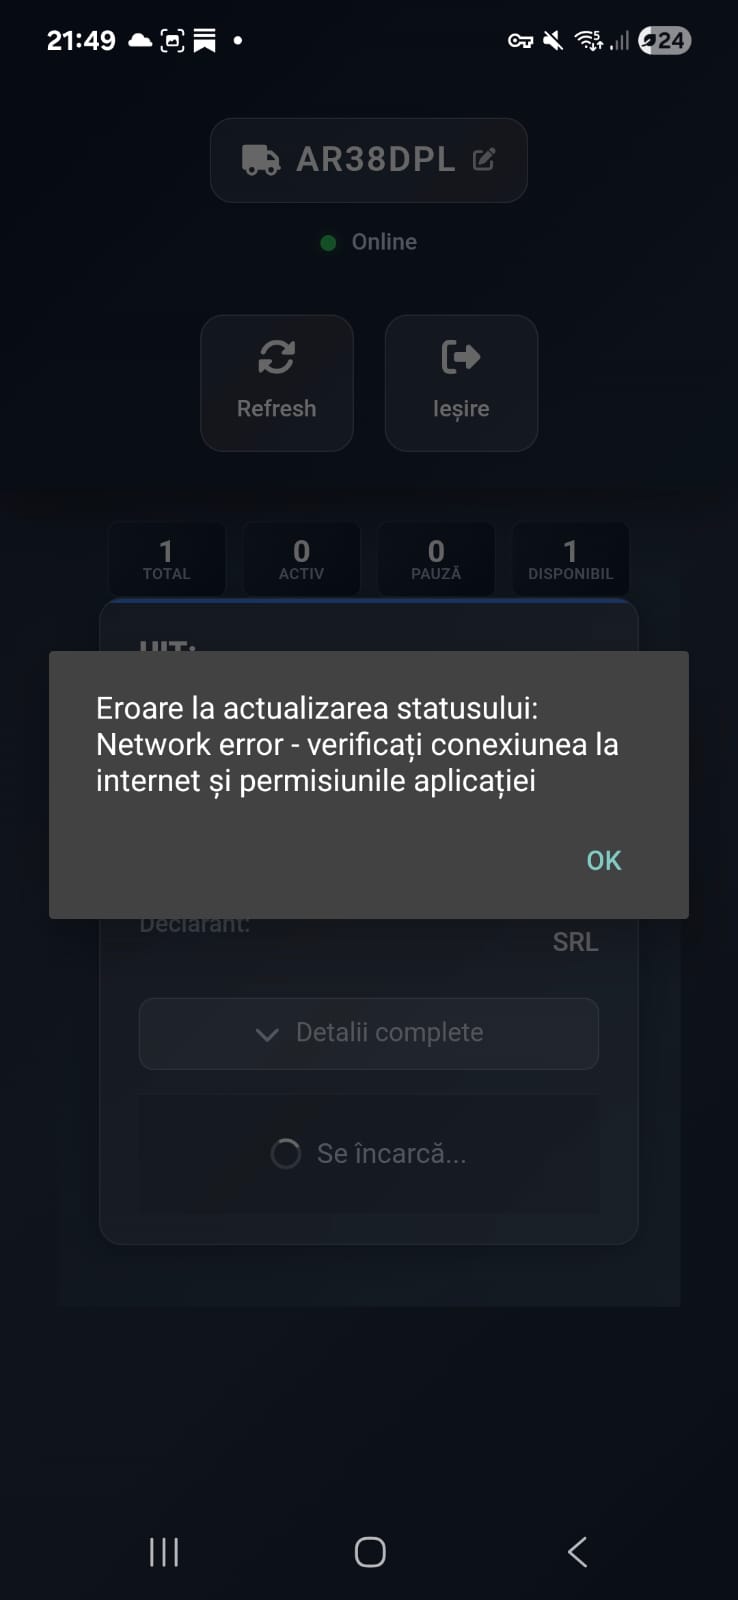 21:49
5
24
AR38DPL
Online
Refresh
Ieșire
1
0
0
1
TOTAL
ACTIV
PAUZĂ
DISPONIBIL
UIT:
Eroare la actualizarea statusului:
Network error - verificați conexiunea la
internet și permisiunile aplicației
OK
Declarant:
SRL
Detalii complete
Se încarcă...